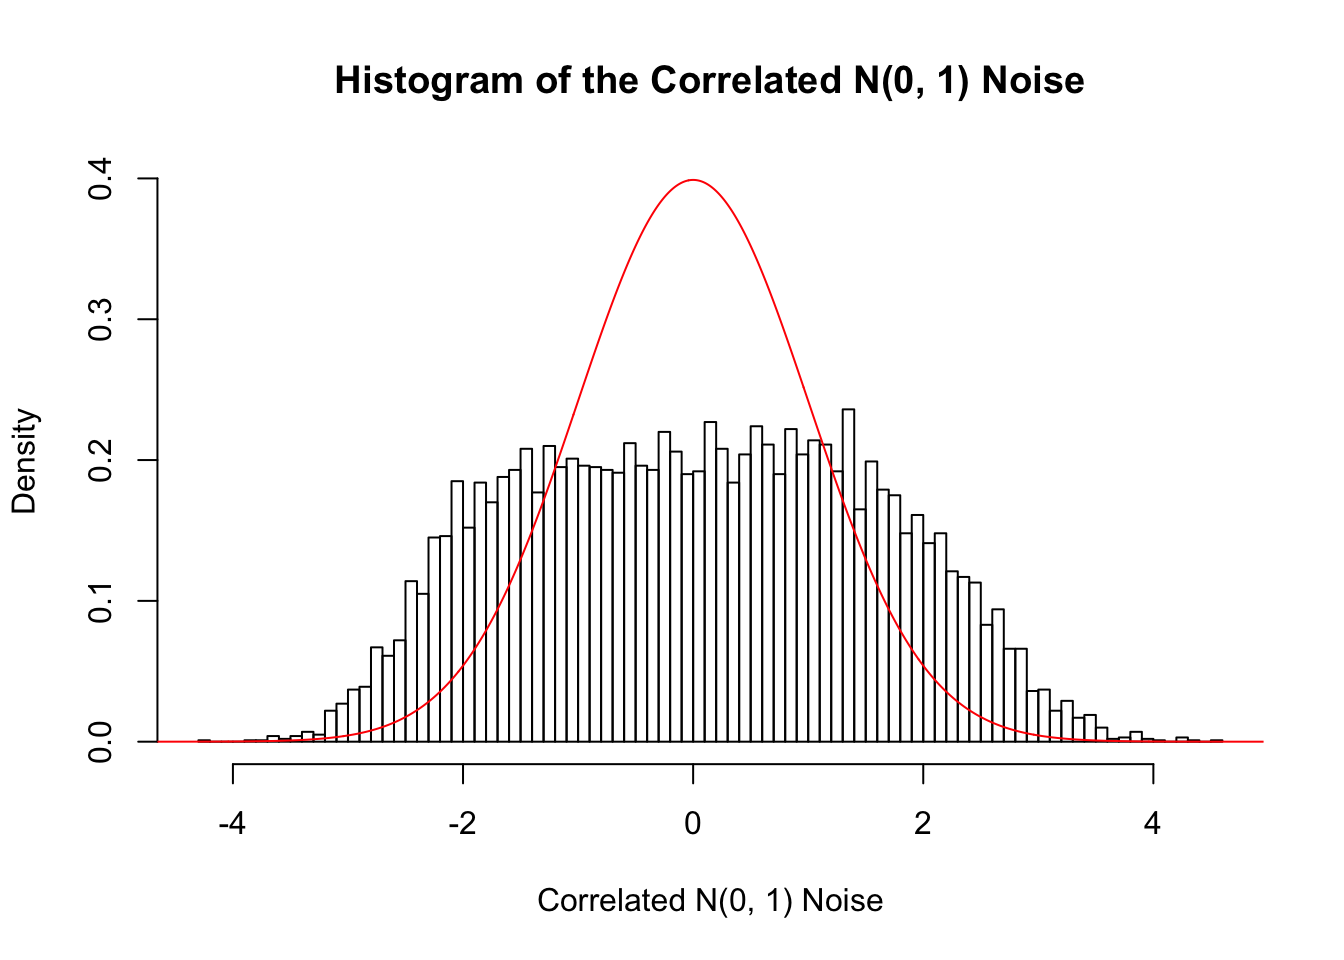 Histogram of the Correlated N(0, 1) Noise
0.4
0.3
0.2
0.1
0.0
Density
-4 -2 0 2 4
Correlated N(0, 1) Noise